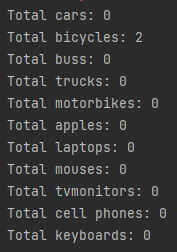 Total cars: 0
Total bicycles: 2
Total buss: 0
Total trucks: 0
Total motorbikes: 0
Total apples: 0
Total laptops: 0
Total mouses: 0
Total tvmonitors: 0
Total cell phones: 0
Total keyboards: 0